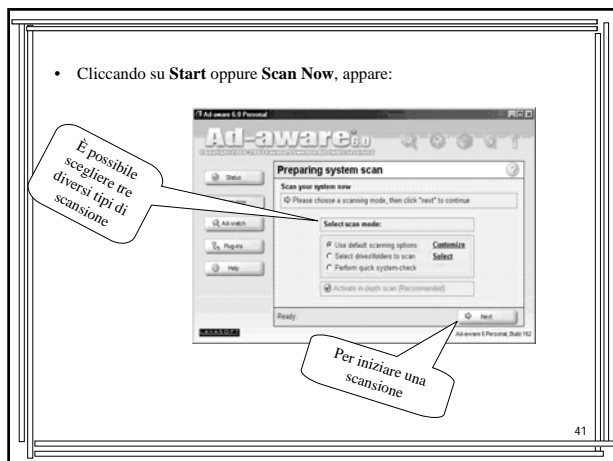 • Cliccando su Start oppure Scan Now, appare:
Ad-aware 6.0 Personal
Ad-aware 6.0
È possibile
scegliere tre
diversi tipi di
scansione
Status
Ad-watch
Plug-ins
Help
Preparing system scan
Scan your system now
Please choose a scanning mode, then click "next" to continue
Select scan mode:
Use default scanning options Customize
Select drives\folders to scan Select
Perform quick system-check
Activate in-depth scan (Recommended)
Ready.
Next
LAVASOFT
Ad-aware 6 Personal, Build 162
Per iniziare una
scansione
41